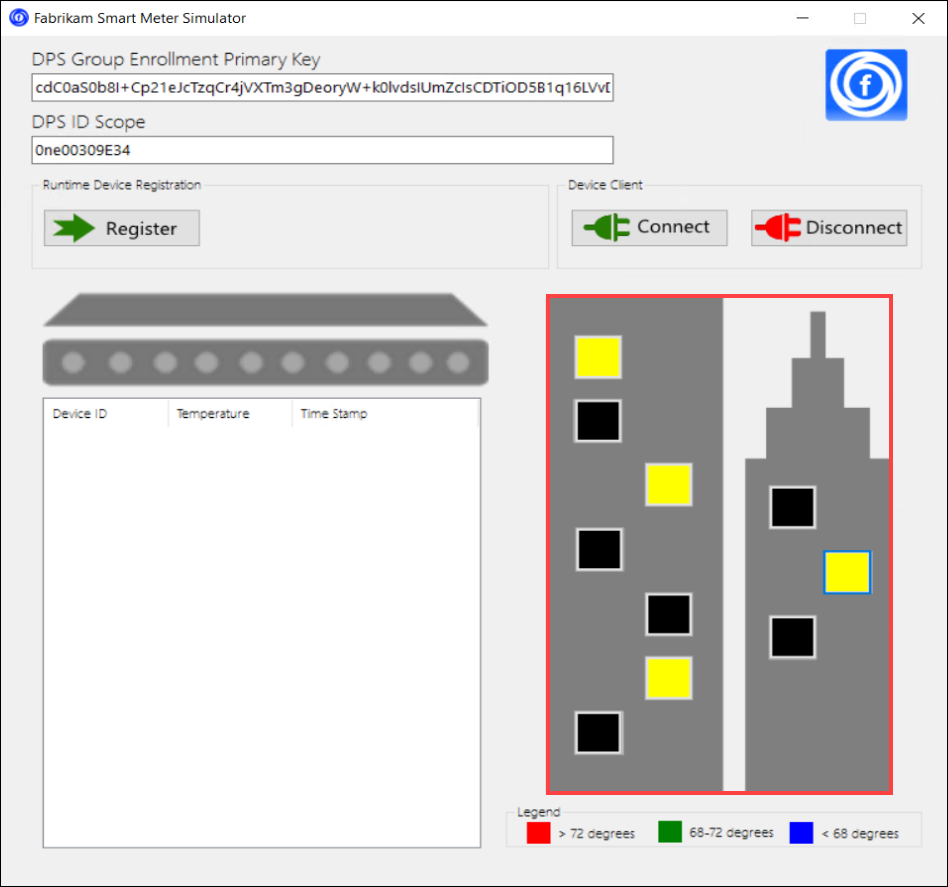 Fabrikam Smart Meter Simulator
DPS Group Enrollment Primary Key
cdC0aS0b8I+Cp21eJcTzqCr4jVXTm3gDeoryW+k0lvdsIUmZcIsCDTiOD5B1q16LVvD
DPS ID Scope
0ne00309E34
Runtime Device Registration
Device Client
Register
Connect
Disconnect
Device ID
Temperature
Time Stamp
Legend
> 72 degrees
68-72 degrees
< 68 degrees